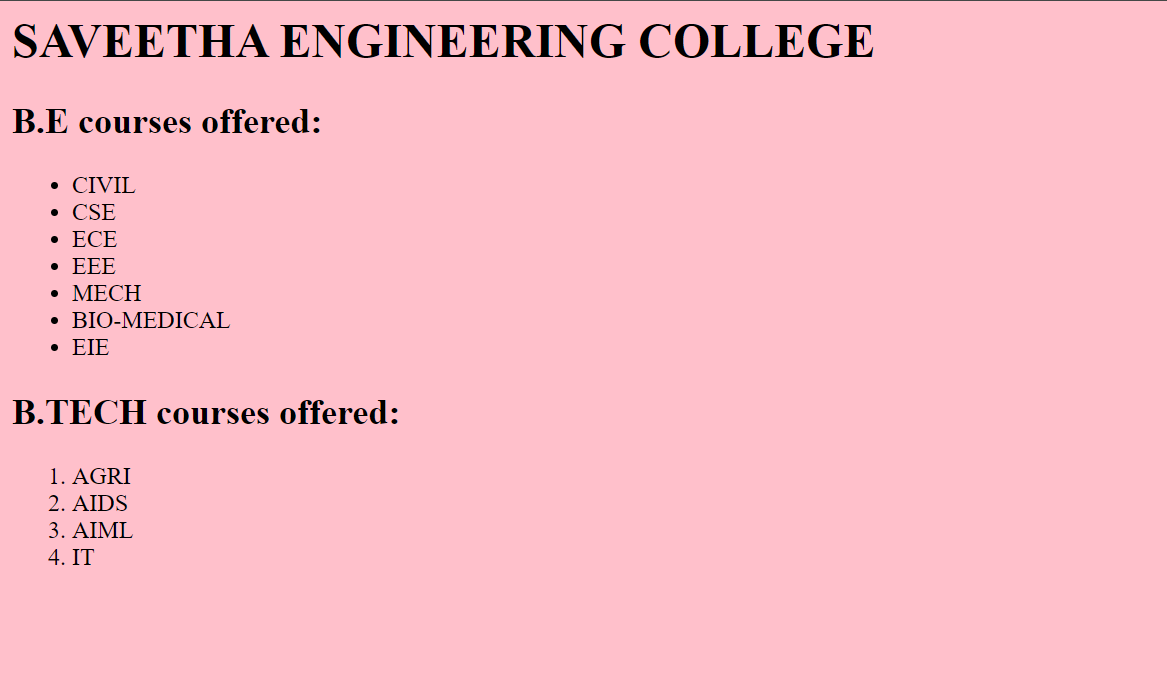 SAVEETHA ENGINEERING COLLEGE
B.E courses offered:
• CIVIL
• CSE
• ECE
• EEE
• MECH
• BIO-MEDICAL
• EIE
B.TECH courses offered:
1. AGRI
2. AIDS
3. AIML
4. IT